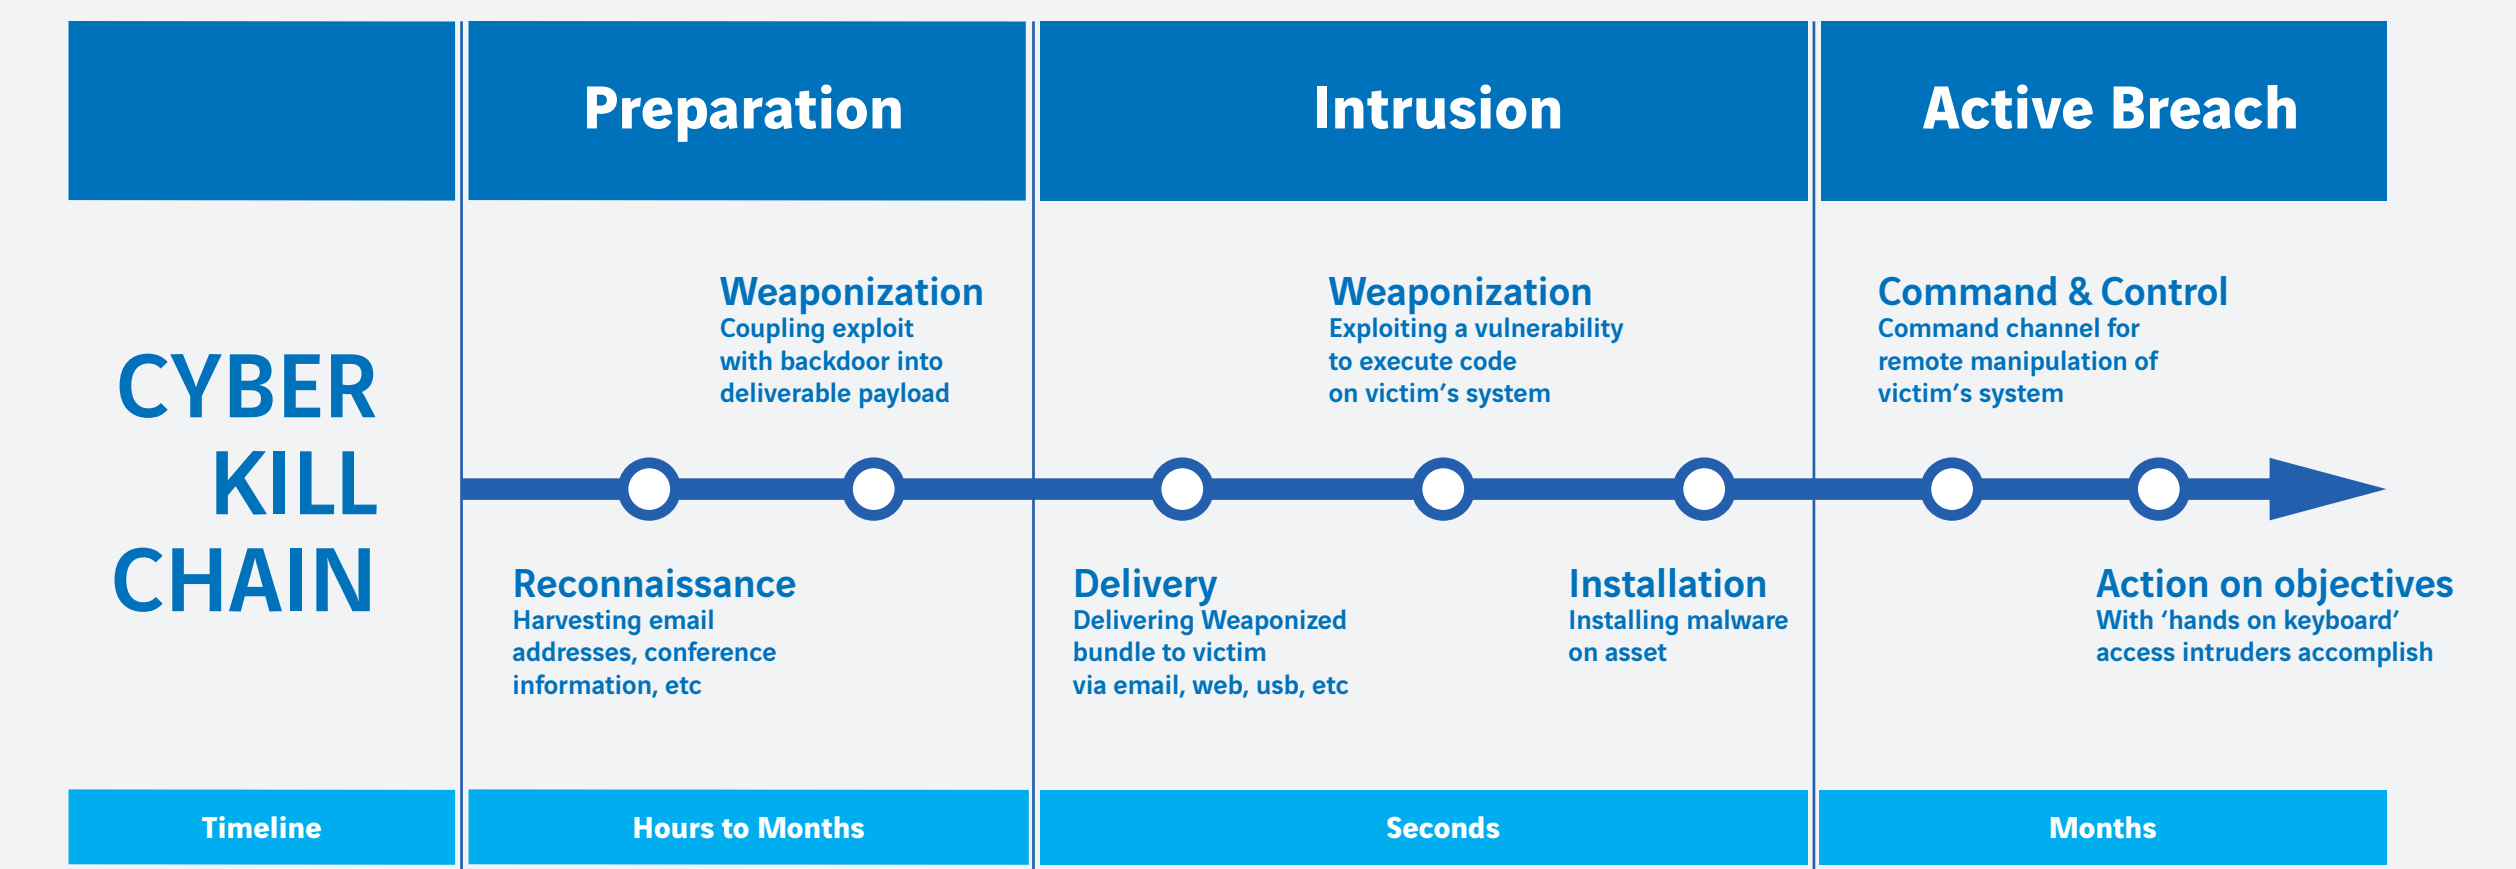 Preparation
Intrusion
Active Breach
CYBER
KILL
CHAIN
Weaponization
Coupling exploit
with backdoor into
deliverable payload
Weaponization
Exploiting a vulnerability
to execute code
on victim’s system
Command & Control
Command channel for
remote manipulation of
victim’s system
Reconnaissance
Harvesting email
addresses, conference
information, etc
Delivery
Delivering Weaponized
bundle to victim
via email, web, usb, etc
Installation
Installing malware
on asset
Action on objectives
With ‘hands on keyboard’
access intruders accomplish
Timeline
Hours to Months
Seconds
Months